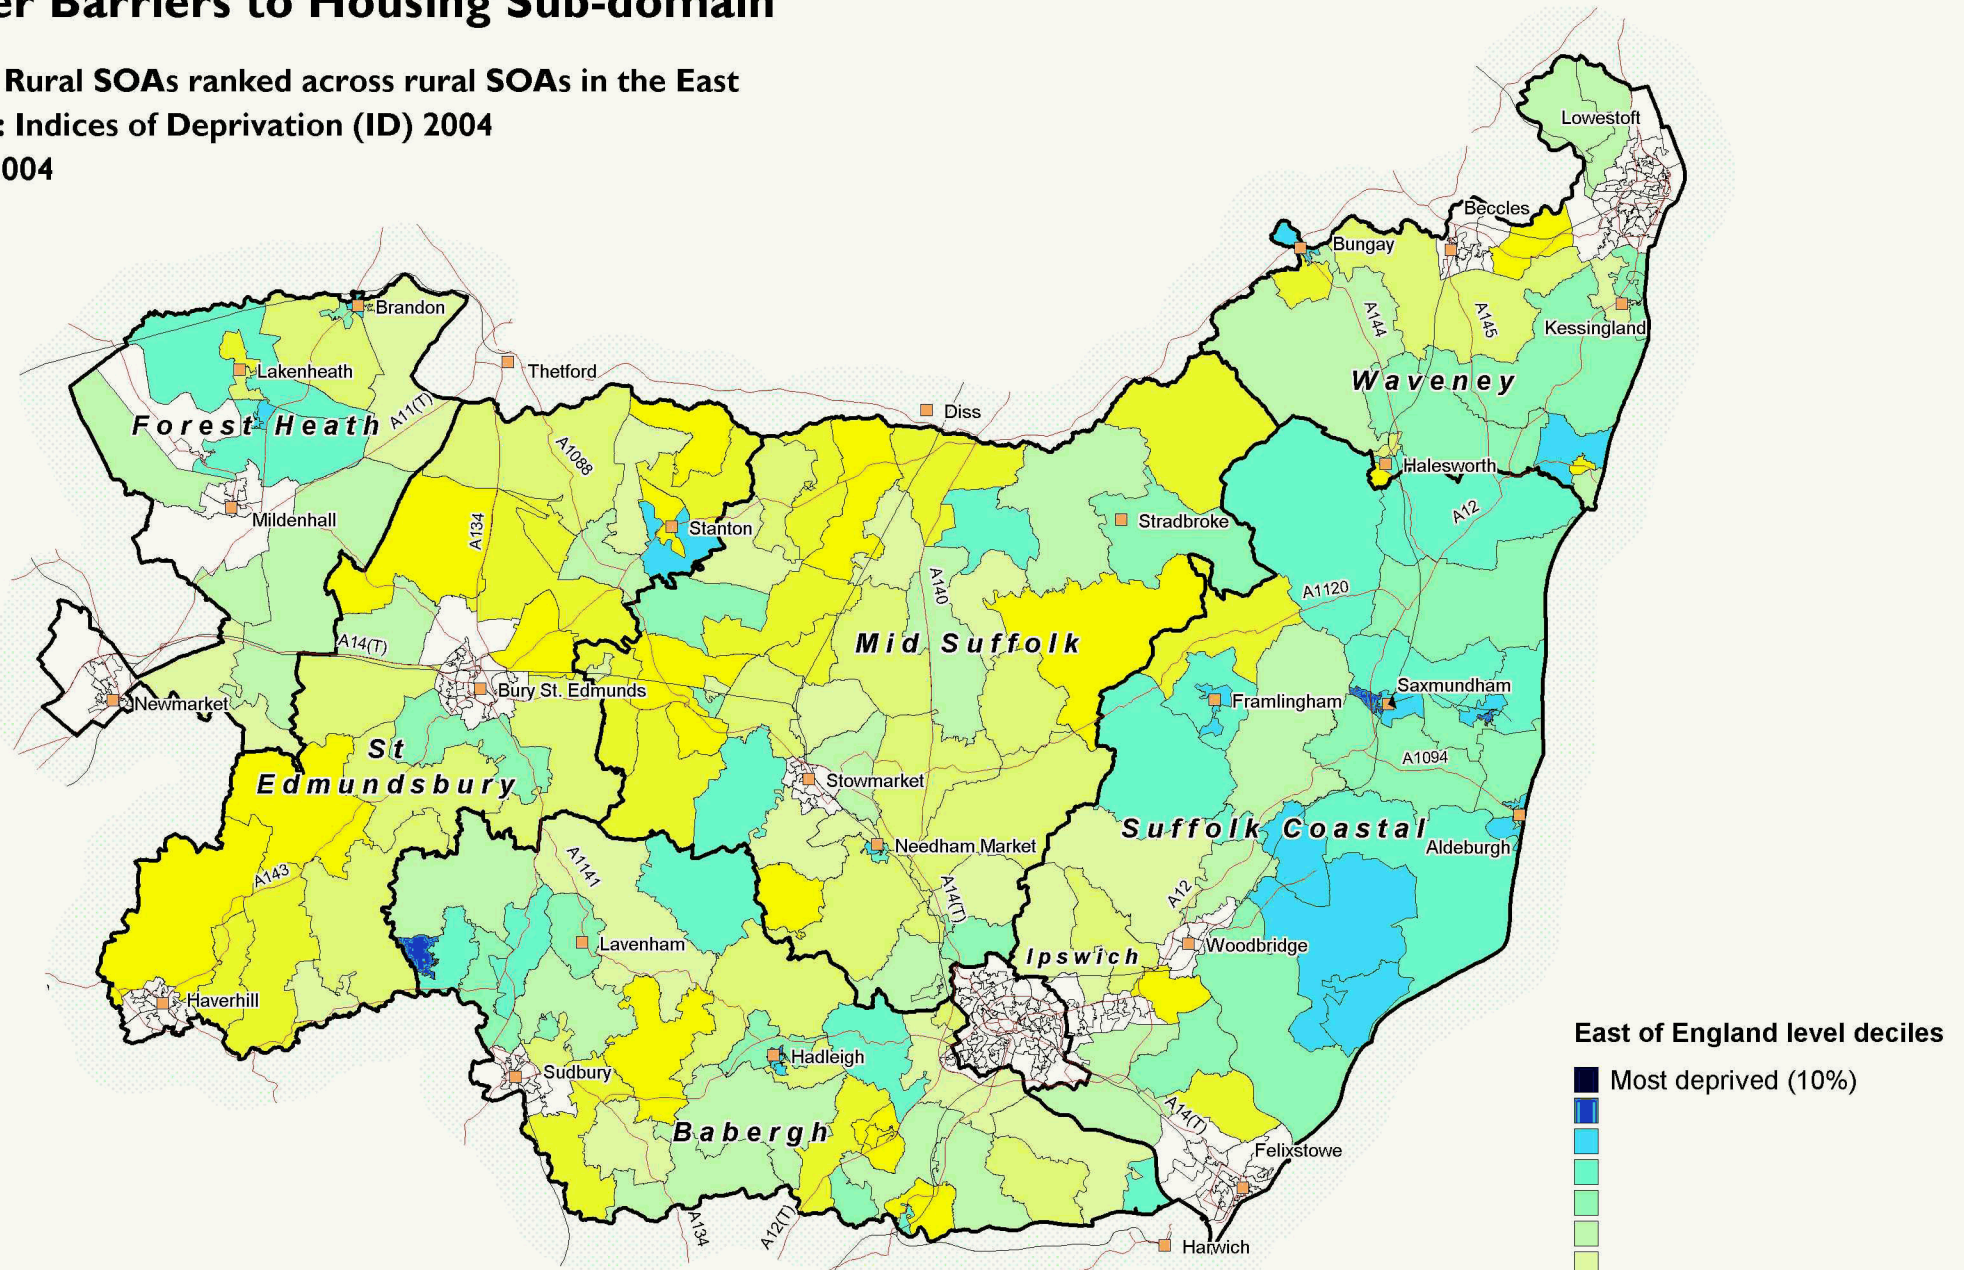 er Barriers to Housing Sub-domain
Rural SOAs ranked across rural SOAs in the East
: Indices of Deprivation (ID) 2004
004
Lowestoft
Beccles
Bungay
Brandon
A144
A145
Kessingland
Thetford
Lakenheath
Waveney
Diss
A11(T)
Forest Heath
A1088
Halesworth
A12
Mildenhall
A134
Stanton
Stradbroke
A140
A1120
A14(T)
Mid Suffolk
Bury St. Edmunds
Newmarket
Framlingham
Saxmundham
St
Edmundsbury
A1094
Stowmarket
Suffolk Coastal
Aldeburgh
Needham Market
A1141
A143
A14(T)
A12
Lavenham
Woodbridge
Ipswich
Haverhill
Hadleigh
Sudbury
Babergh
A14(T)
Felixstowe
A134
A12(T)
Harwich
East of England level deciles
Most deprived (10%)